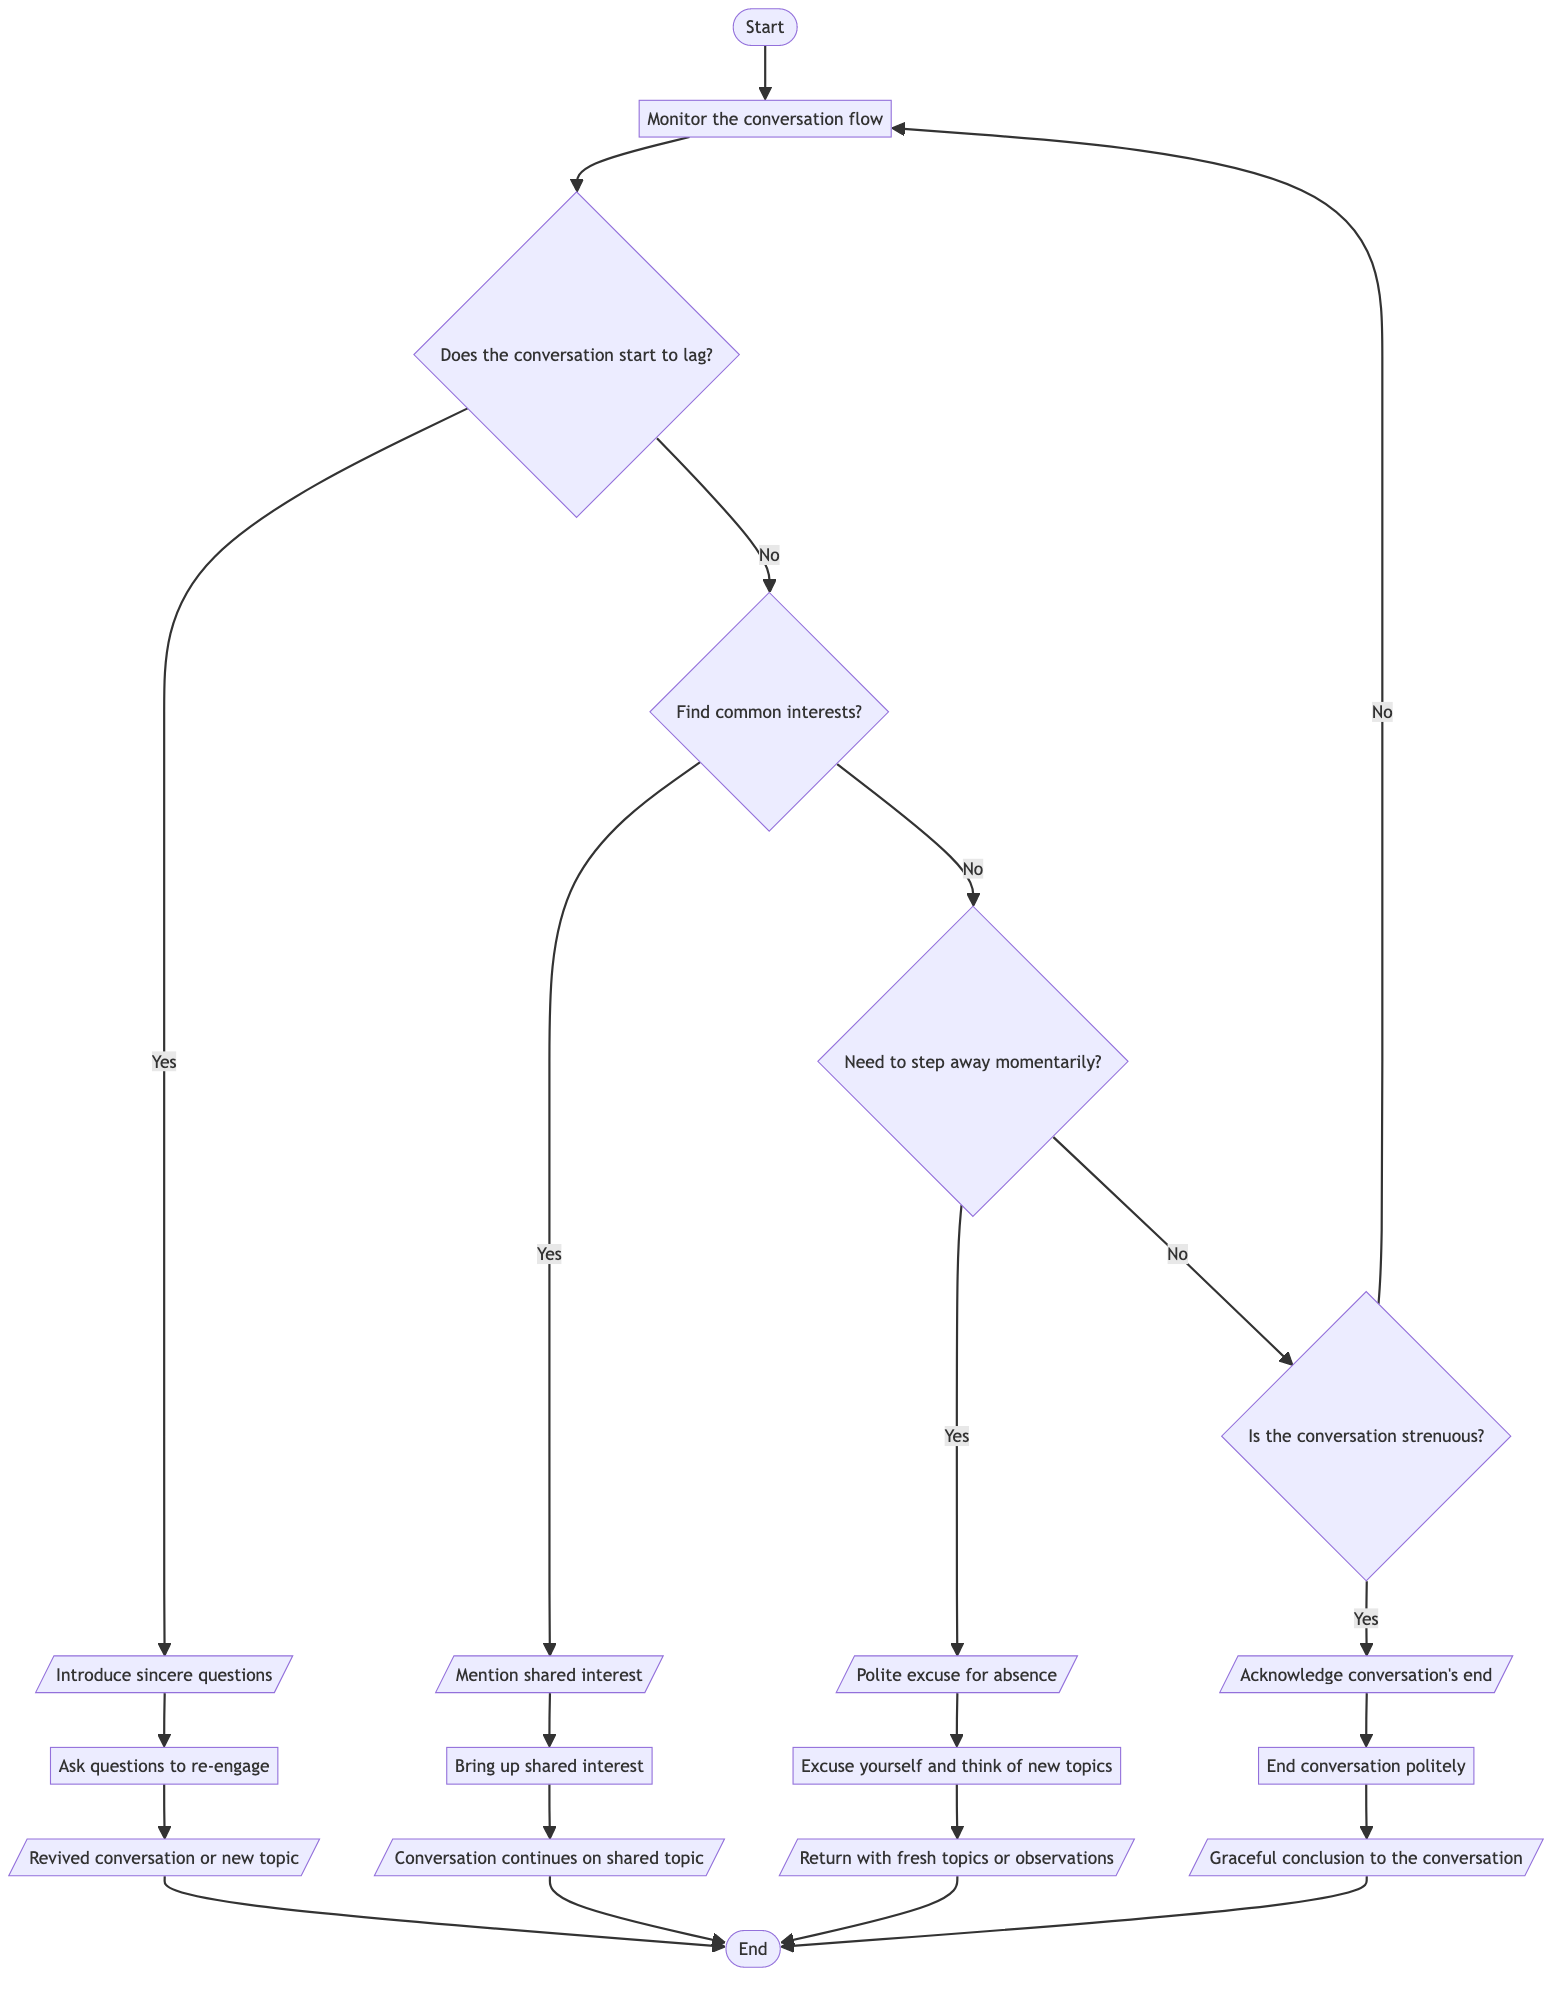 Start
Monitor the conversation flow
Does the conversation start to lag?
No
Find common interests?
No
No
Need to step away momentarily?
Yes
Yes
No
Yes
Is the conversation strenuous?
Yes
Introduce sincere questions
Mention shared interest
Polite excuse for absence
Acknowledge conversation's end
Ask questions to re-engage
Bring up shared interest
Excuse yourself and think of new topics
End conversation politely
Revived conversation or new topic
Conversation continues on shared topic
Return with fresh topics or observations
Graceful conclusion to the conversation
End